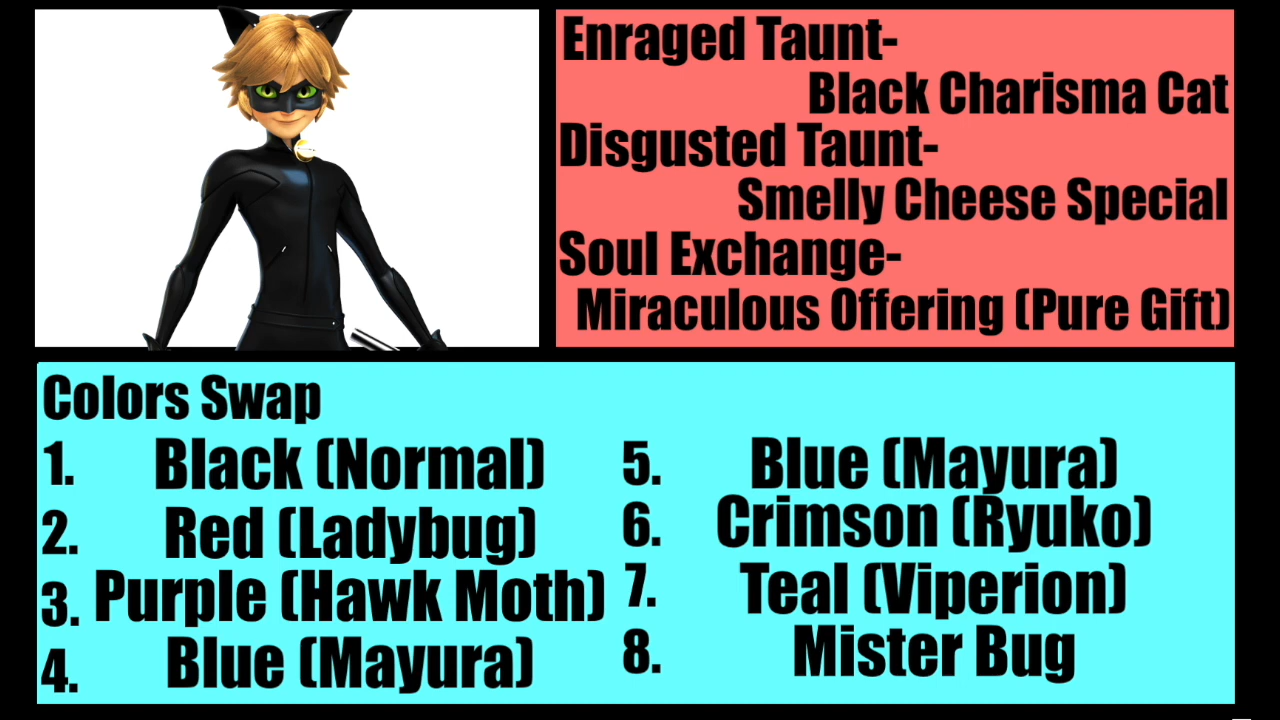 Enraged Taunt-
Black Charisma Cat
Disgusted Taunt-
Smelly Cheese Special
Soul Exchange-
Miraculous Offering (Pure Gift)
Colors Swap
1. Black (Normal)
2. Red (Ladybug)
3. Purple (Hawk Moth)
4. Blue (Mayura)
5. Blue (Mayura)
6. Crimson (Ryuko)
7. Teal (Viperion)
8. Mister Bug